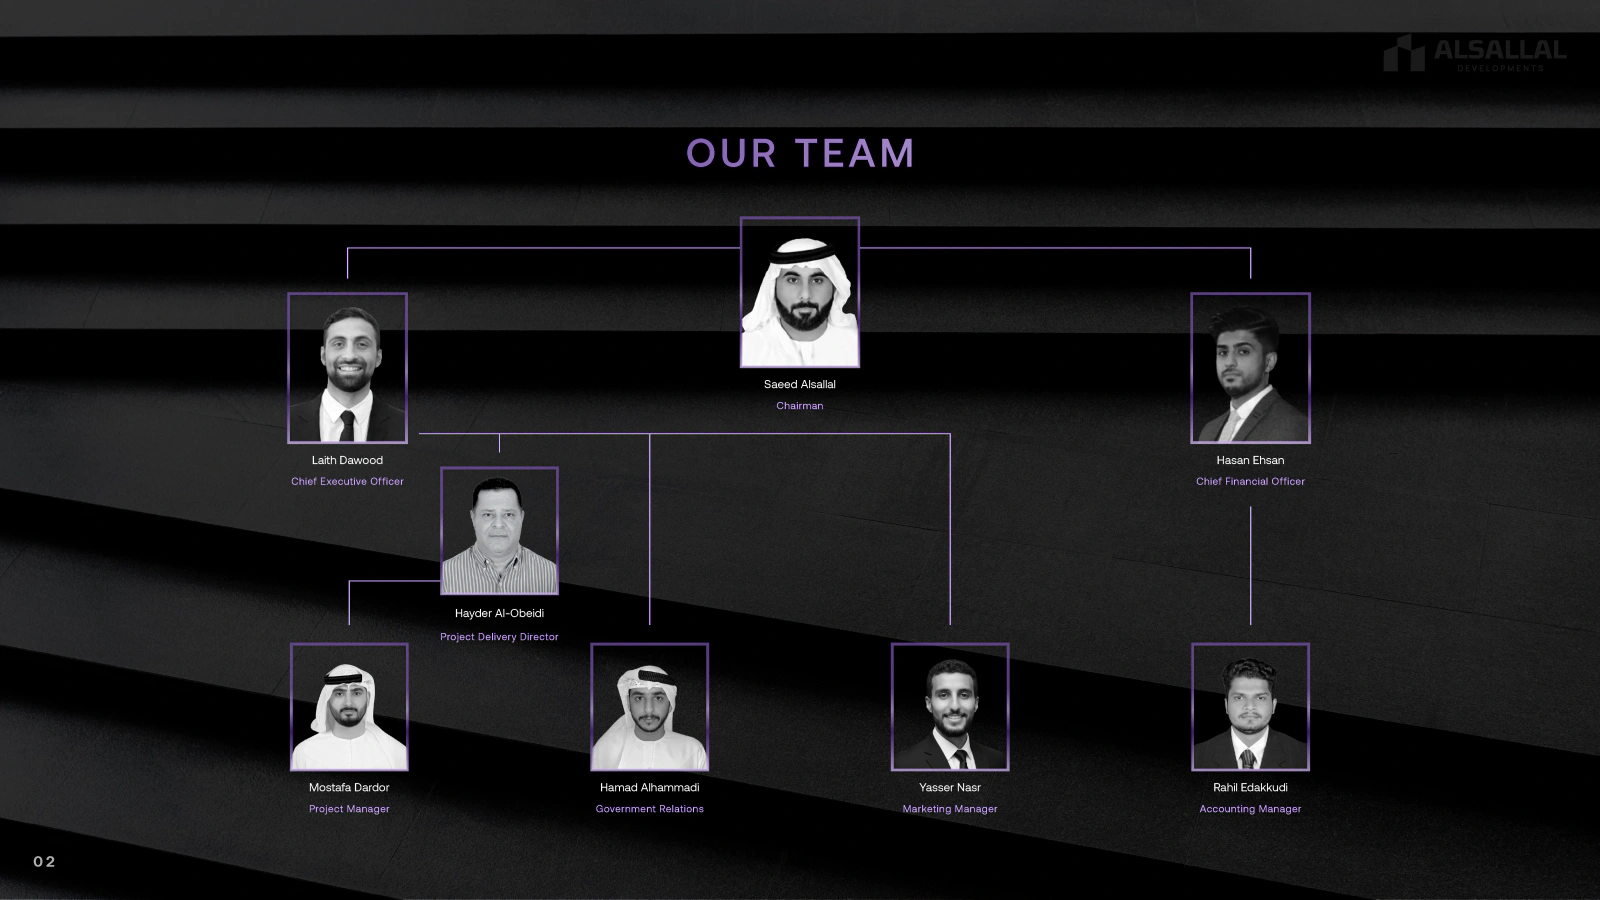 ALSALLAL
DEVELOPMENTS
OUR TEAM
Saeed Alsallal
Chairman
Laith Dawood
Chief Executive Officer
Hasan Ehsan
Chief Financial Officer
Hayder Al-Obeidi
Project Delivery Director
Mostafa Dardor
Project Manager
Hamad Alhammadi
Government Relations
Yasser Nasr
Marketing Manager
Rahil Edakkudi
Accounting Manager
02